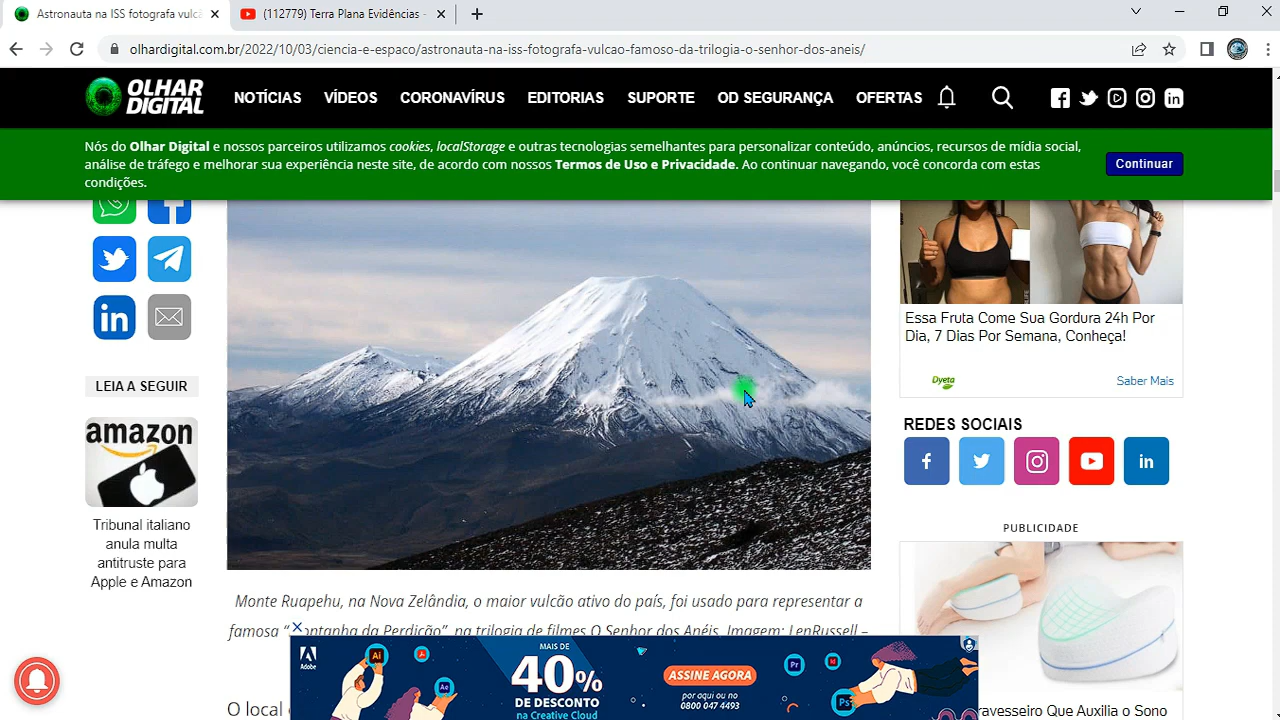 Astronauta na ISS fotografa vulcã
(112779) Terra Plana Evidências -
olhardigital.com.br/2022/10/03/ciencia-e-espaco/astronauta-na-iss-fotografa-vulcao-famoso-da-trilogia-o-senhor-dos-aneis/
OLHAR
DIGITAL
NOTÍCIAS VÍDEOS CORONAVÍRUS EDITORIAS SUPORTE OD SEGURANÇA OFERTAS
Nós do Olhar Digital e nossos parceiros utilizamos cookies, localStorage e outras tecnologias semelhantes para personalizar conteúdo, anúncios, recursos de mídia social,
análise de tráfego e melhorar sua experiência neste site, de acordo com nossos Termos de Uso e Privacidade. Ao continuar navegando, você concorda com estas
condições.
Continuar
LEIA A SEGUIR
amazon
Tribunal italiano
anula multa
antitruste para
Apple e Amazon
Monte Ruapehu, na Nova Zelândia, o maior vulcão ativo do país, foi usado para representar a
famosa “Montanha da Perdição”, na trilogia de filmes O Senhor dos Anéis. Imagem: LenRussell –
O local
Adobe
Ai
Ae
MAIS DE
40%
DE DESCONTO
na Creative Cloud
ASSINE AGORA
por aqui ou no
0800 047 4493
Pr
Ps
Essa Fruta Come Sua Gordura 24h Por
Dia, 7 Dias Por Semana, Conheça!
Dyeta
Saber Mais
REDES SOCIAIS
PUBLICIDADE
ravesseiro Que Auxilia o Sono